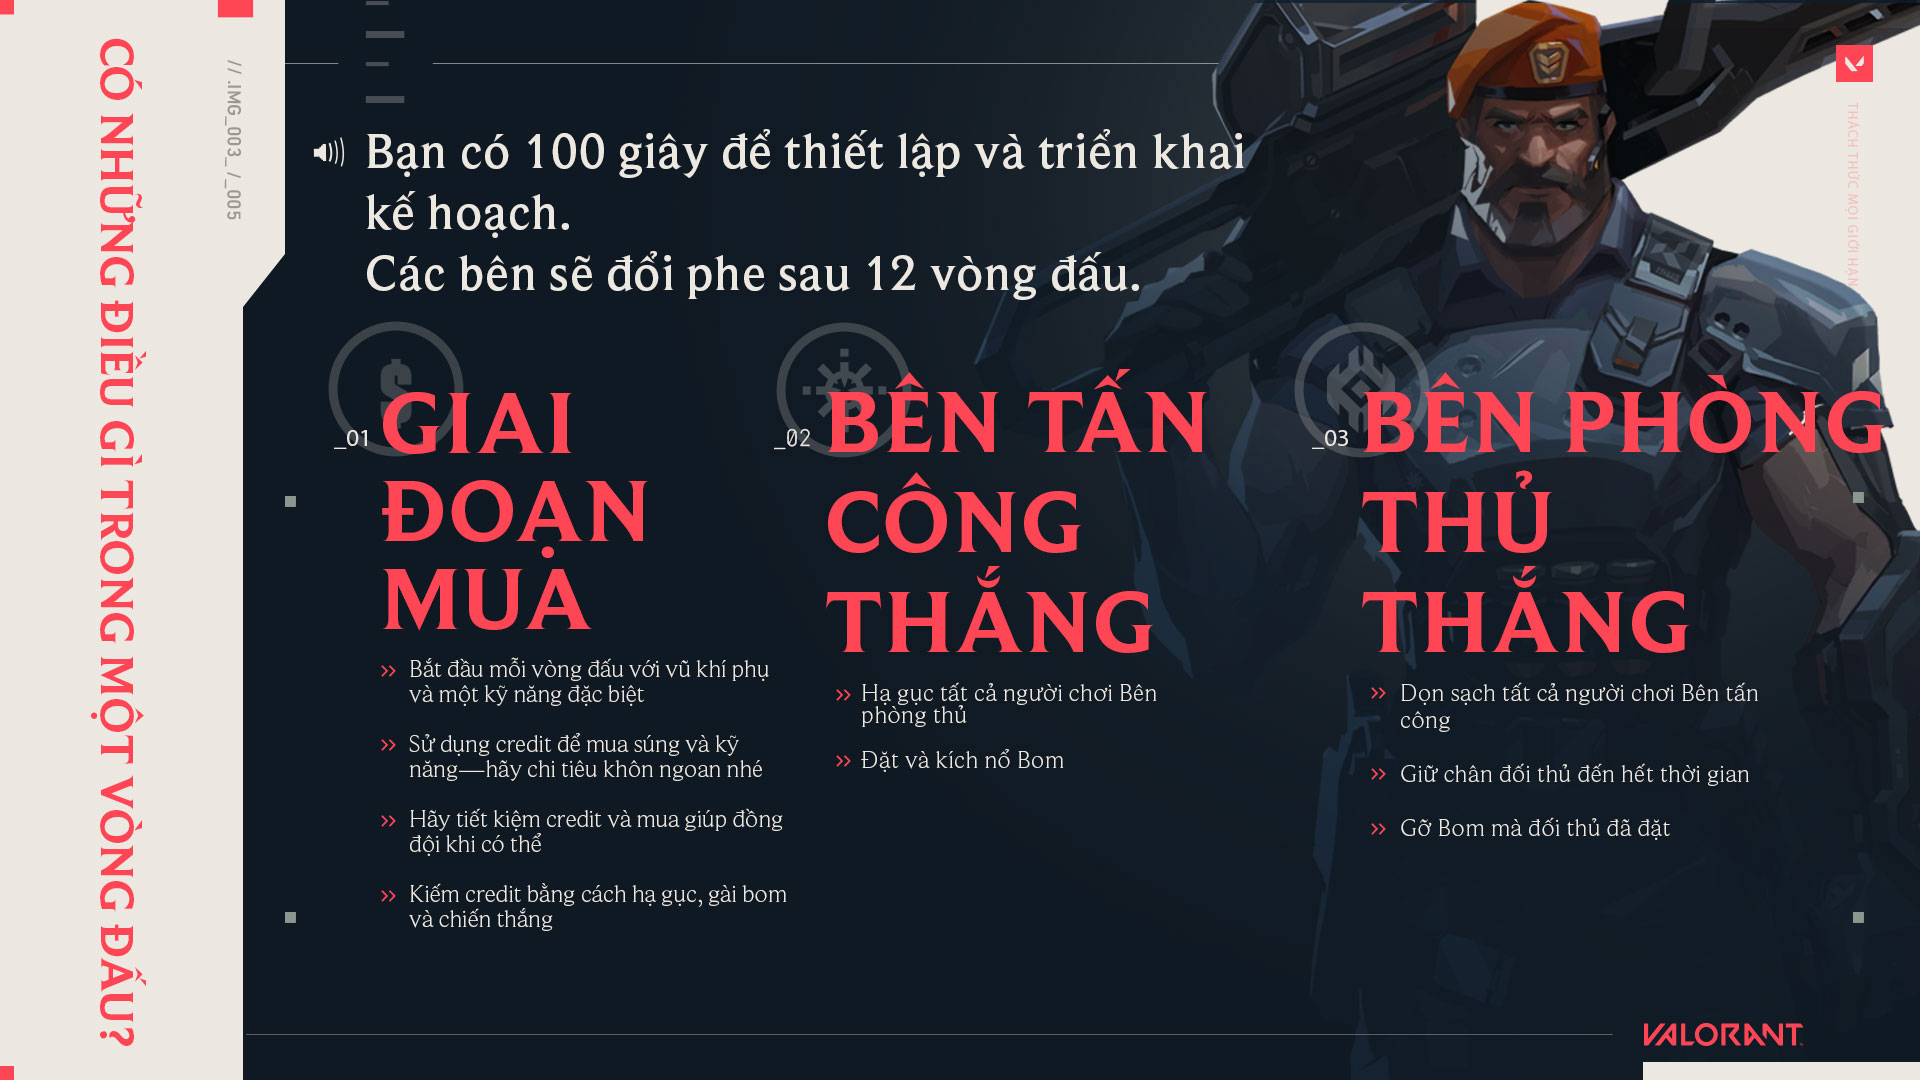 CÓ NHỮNG ĐIỀU GÌ TRONG MỘT VÒNG ĐẤU?
// .IMG_003_/_005
Bạn có 100 giây để thiết lập và triển khai
kế hoạch.
Các bên sẽ đổi phe sau 12 vòng đấu.
THÁCH THỨC MỌI GIỚI HẠN
_01
GIAI
ĐOẠN
MUA
Bắt đầu mỗi vòng đấu với vũ khí phụ
và một kỹ năng đặc biệt
Sử dụng credit để mua súng và kỹ
năng—hãy chi tiêu khôn ngoan nhé
Hãy tiết kiệm credit và mua giúp đồng
đội khi có thể
Kiếm credit bằng cách hạ gục, gài bom
và chiến thắng
_02
BÊN TẤN
CÔNG
THẮNG
Hạ gục tất cả người chơi Bên
phòng thủ
Đặt và kích nổ Bom
_03
BÊN PHÒNG
THỦ
THẮNG
Dọn sạch tất cả người chơi Bên tấn
công
Giữ chân đối thủ đến hết thời gian
Gỡ Bom mà đối thủ đã đặt
VALORANT